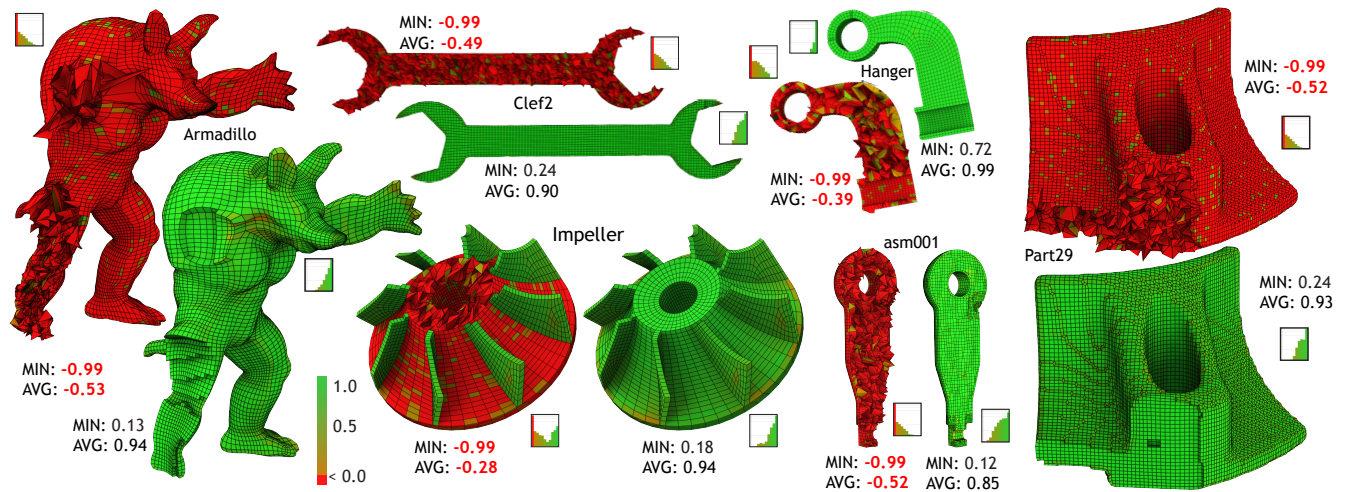 MIN: -0.99
AVG: -0.49
Clef2
MIN: 0.24
AVG: 0.90
Armadillo
MIN: -0.99
AVG: -0.53
MIN: 0.13
AVG: 0.94
1.0
0.5
< 0.0
Impeller
MIN: -0.99
AVG: -0.28
MIN: 0.18
AVG: 0.94
Hanger
MIN: 0.72
AVG: 0.99
MIN: -0.99
AVG: -0.39
asm001
MIN: -0.99
AVG: -0.52
MIN: 0.12
AVG: 0.85
MIN: -0.99
AVG: -0.52
Part29
MIN: 0.24
AVG: 0.93